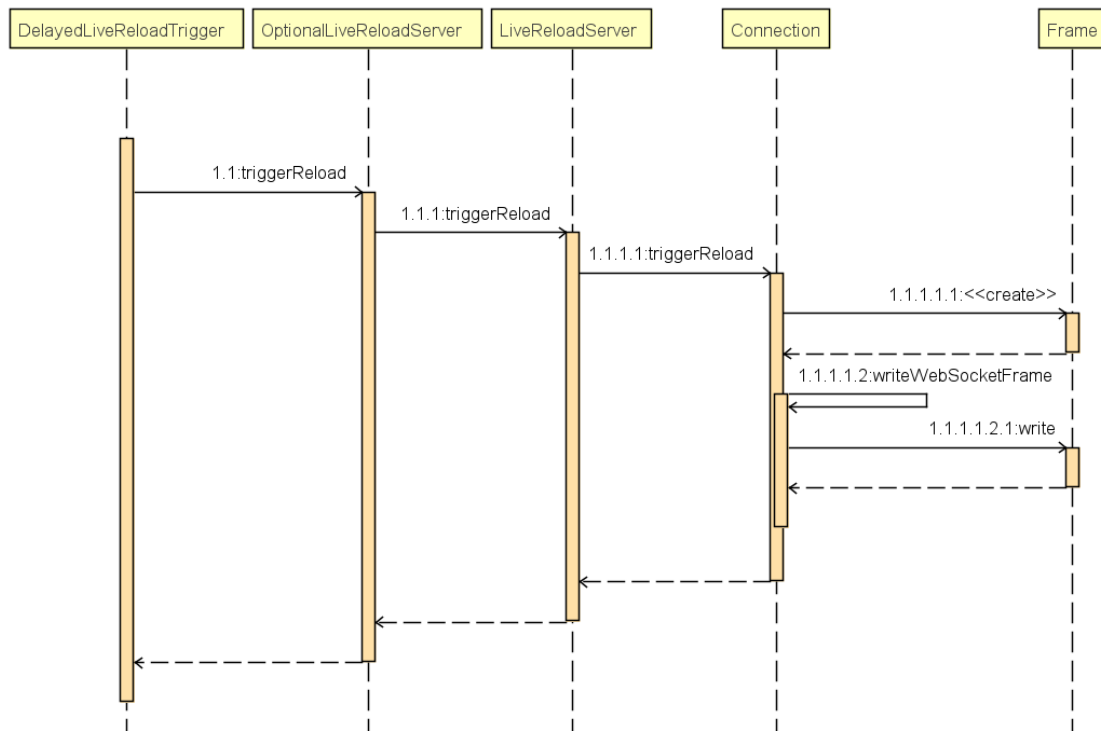 DelayedLiveReloadTrigger
OptionalLiveReloadServer
LiveReloadServer
Connection
Frame
1.1:triggerReload
1.1.1:triggerReload
1.1.1.1:triggerReload
1.1.1.1.1:<<create>>
1.1.1.1.2:writeWebSocketFrame
1.1.1.1.2.1:write